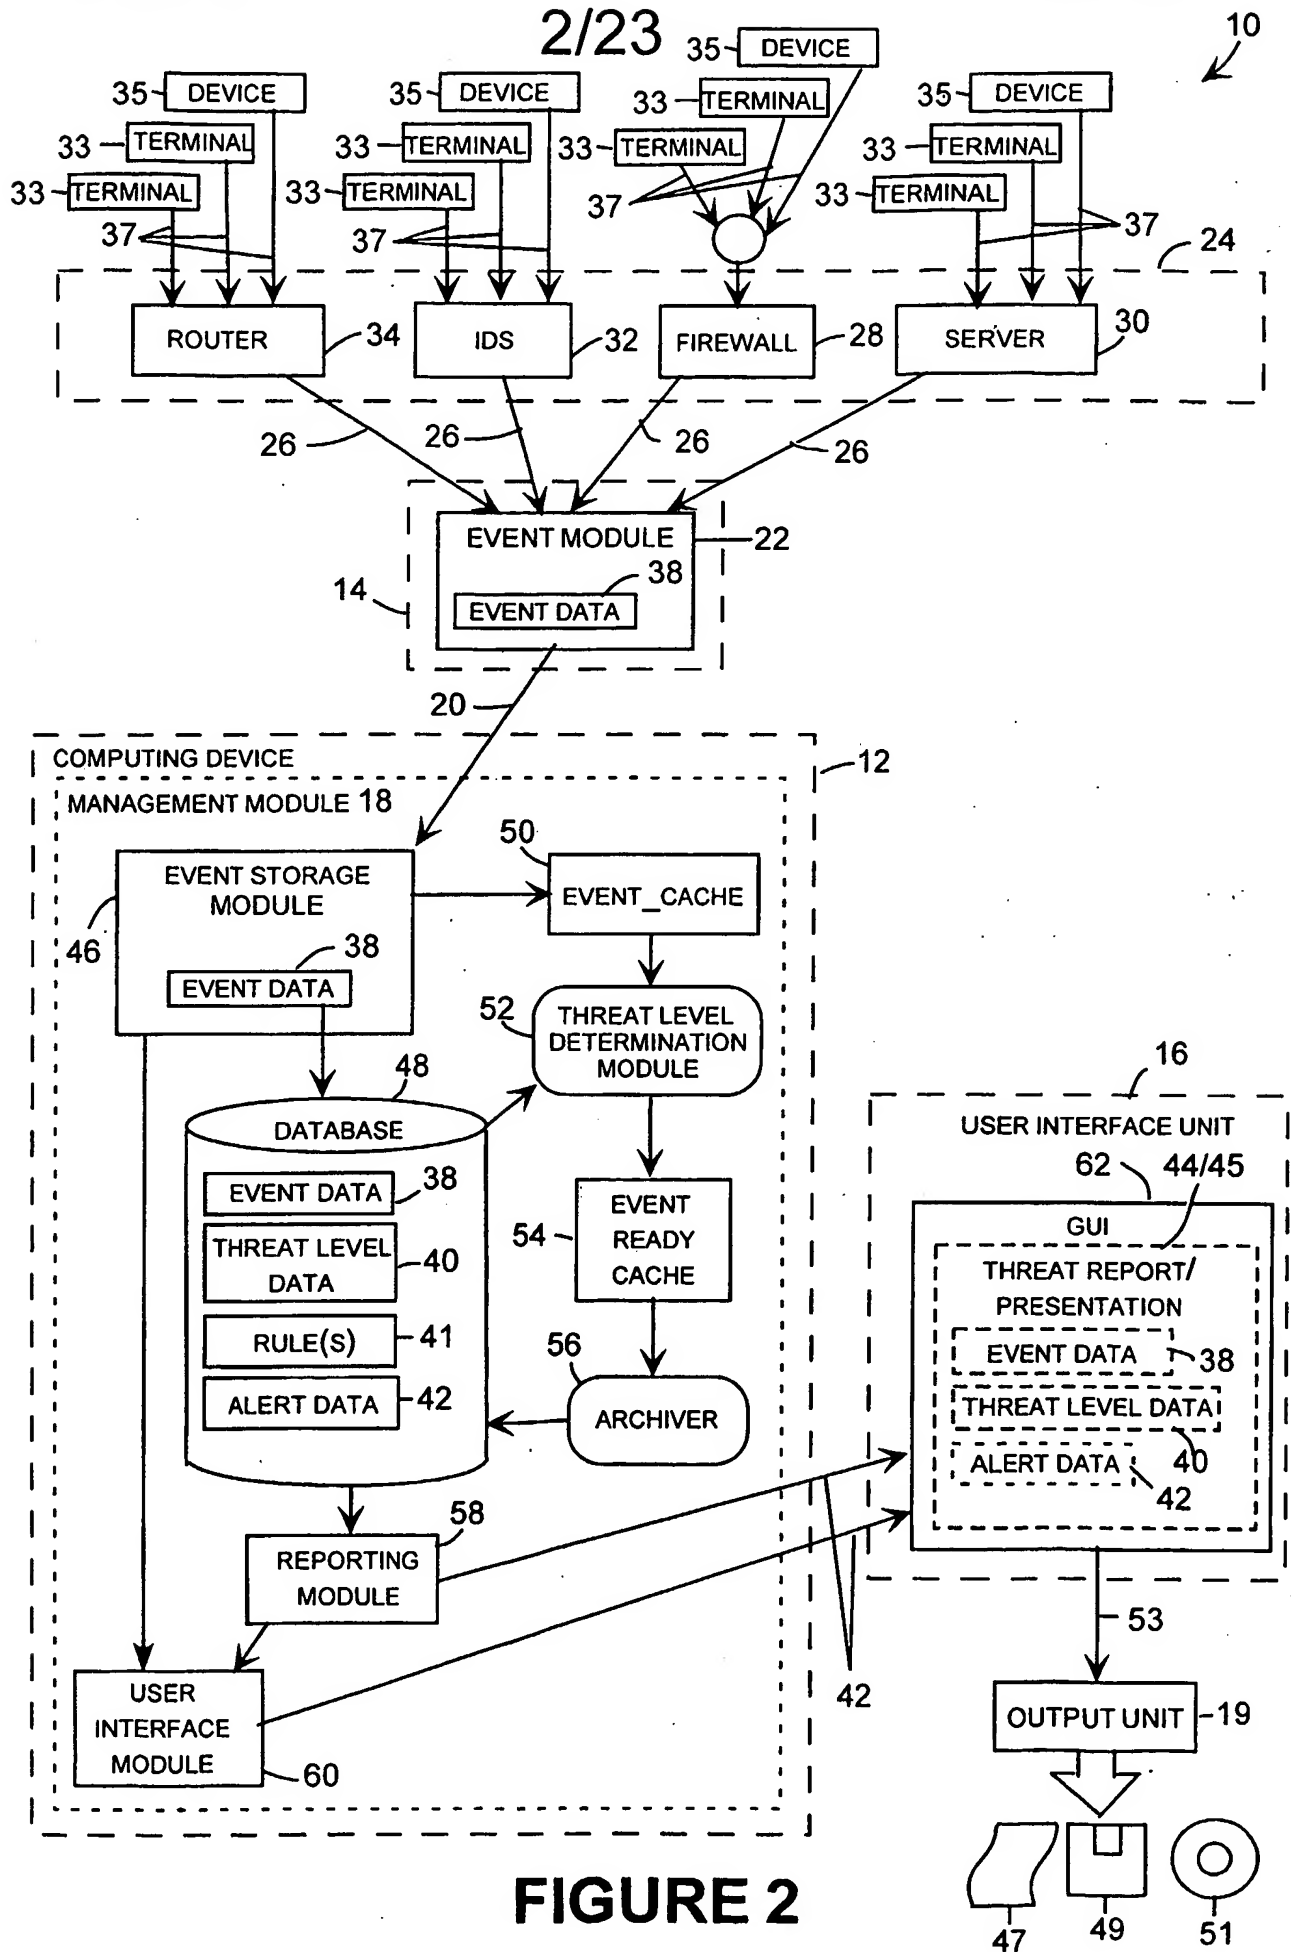 2/23
10
35 DEVICE
35 DEVICE
35 DEVICE
35 DEVICE
33 TERMINAL
33 TERMINAL
33 TERMINAL
33 TERMINAL
33 TERMINAL
33 TERMINAL
33 TERMINAL
33 TERMINAL
37
37
37
37
24
ROUTER
34
IDS
32
FIREWALL
28
SERVER
30
26
26
26
26
EVENT MODULE
22
38
14
EVENT DATA
20
COMPUTING DEVICE
12
MANAGEMENT MODULE 18
EVENT STORAGE
MODULE
46
38
EVENT DATA
50
EVENT_CACHE
52
THREAT LEVEL
DETERMINATION
MODULE
48
DATABASE
EVENT DATA
38
THREAT LEVEL
DATA
40
RULE(S)
41
ALERT DATA
42
54
EVENT
READY
CACHE
56
ARCHIVER
58
REPORTING
MODULE
USER
INTERFACE
MODULE
60
42
16
USER INTERFACE UNIT
62
44/45
GUI
THREAT REPORT/
PRESENTATION
EVENT DATA
38
THREAT LEVEL DATA
40
ALERT DATA
42
53
OUTPUT UNIT
19
47
49
51
FIGURE 2